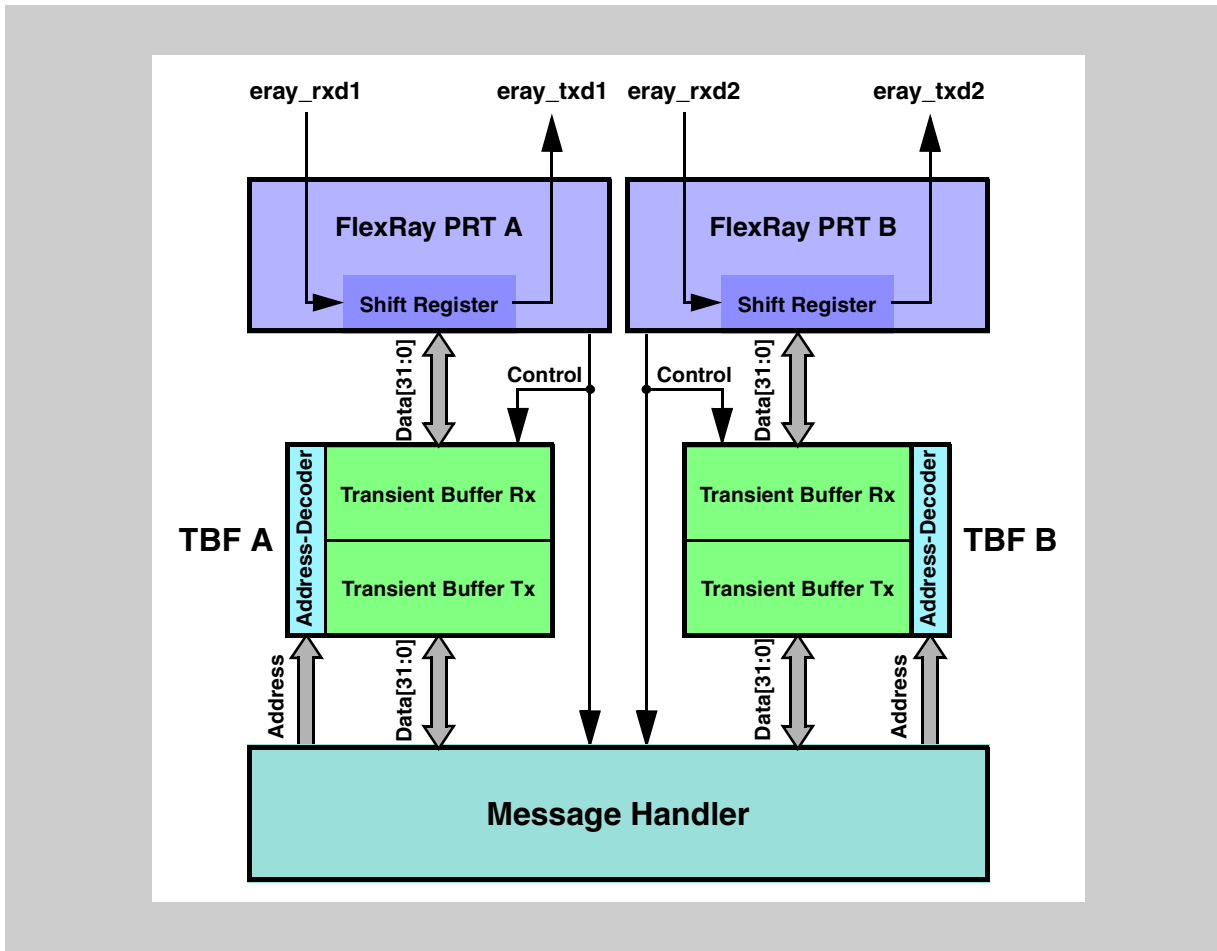 eray_rxd1
eray_txd1
eray_rxd2
eray_txd2
FlexRay PRT A
FlexRay PRT B
Shift Register
Shift Register
Data[31:0]
Control
Control
Data[31:0]
TBF A
Address-Decoder
Transient Buffer Rx
Transient Buffer Tx
Transient Buffer Rx
Transient Buffer Tx
Address-Decoder
TBF B
Address
Data[31:0]
Data[31:0]
Address
Message Handler